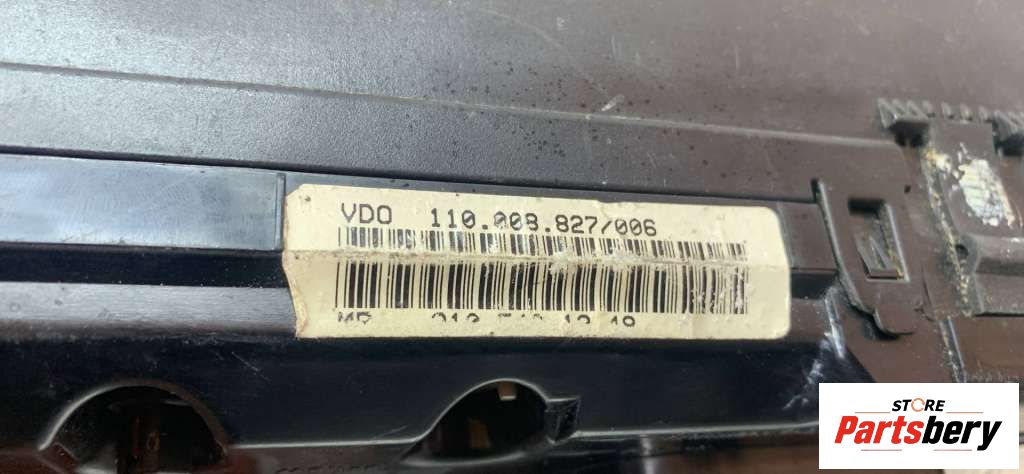 VDO 110.008.827/006
STORE
Partsbery